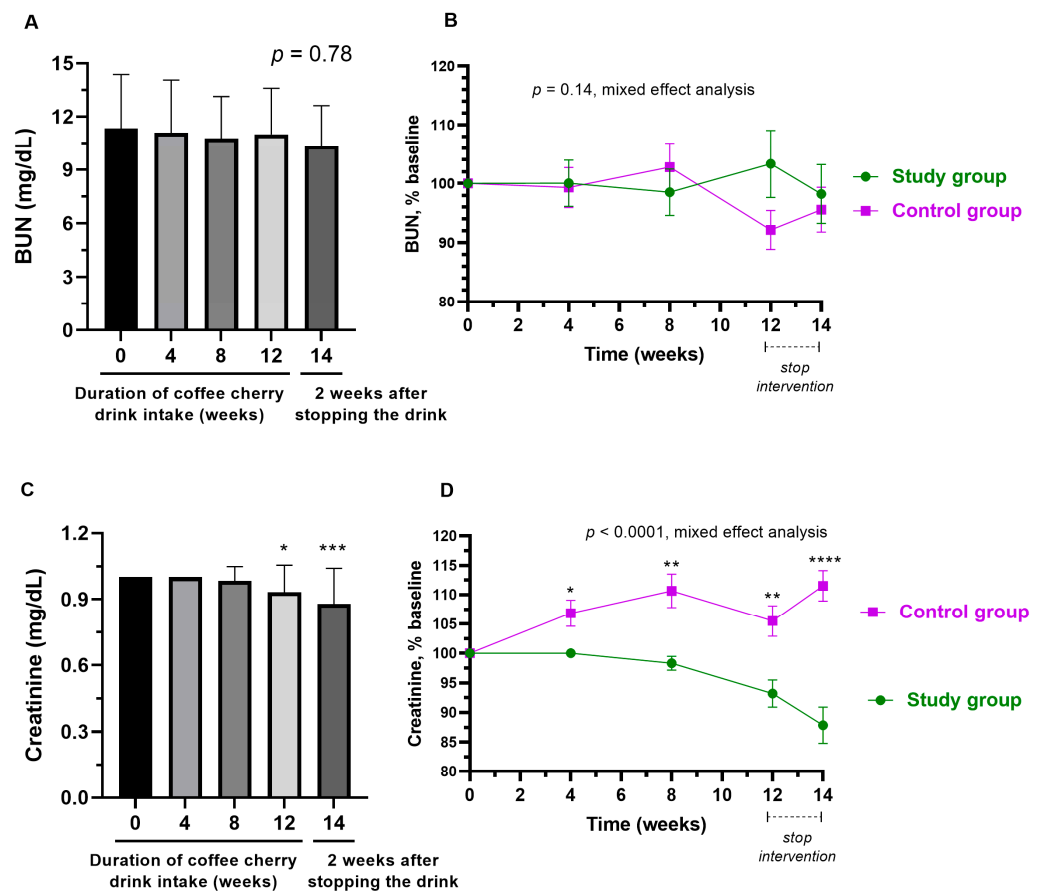 A
p = 0.78
15
12
9
6
3
0
BUN (mg/dL)
0 4 8 12 14
Duration of coffee cherry
drink intake (weeks)
2 weeks after
stopping the drink
B
p = 0.14, mixed effect analysis
120
110
100
90
80
BUN, % baseline
0 2 4 6 8 10 12 14
Time (weeks)
stop
intervention
Study group
Control group
C
1.2
0.9
0.6
0.3
0.0
Creatinine (mg/dL)
* ***
0 4 8 12 14
Duration of coffee cherry
drink intake (weeks)
2 weeks after
stopping the drink
D
p < 0.0001, mixed effect analysis
120
115
110
105
100
95
90
85
80
Creatinine, % baseline
* ** ** ****
0 2 4 6 8 10 12 14
Time (weeks)
stop
intervention
Control group
Study group